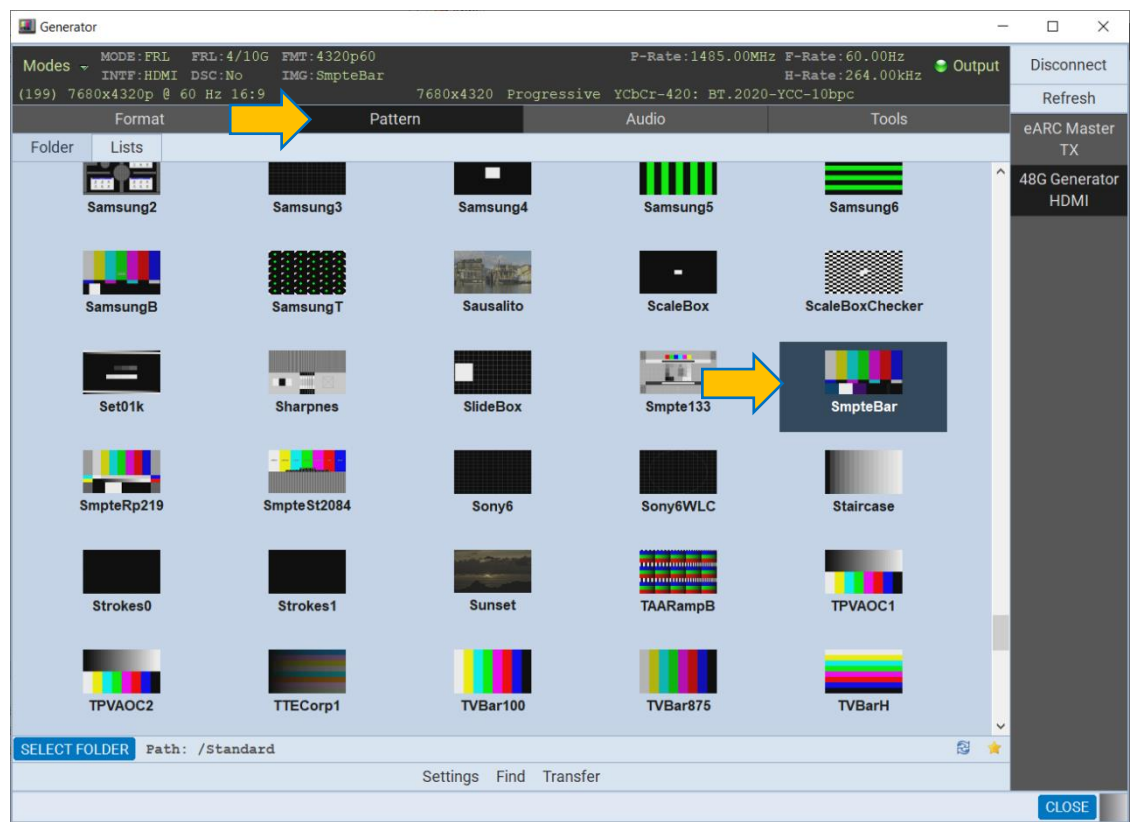 Generator
MODE:FRL FRL:4/10G FMT:4320p60 P-Rate:1485.00MHz F-Rate:60.00Hz
Modes Output Disconnect
INTF:HDMI DSC:No IMG:SmpteBar H-Rate:264.00kHz
(199) 7680x4320p @ 60 Hz 16:9 7680x4320 Progressive YCbCr-420: BT.2020-YCC-10bpc
Refresh
Format Pattern Audio Tools
eARC Master
TX
Folder Lists
48G Generator
HDMI
Samsung2 Samsung3 Samsung4 Samsung5 Samsung6
SamsungB SamsungT Sausalito ScaleBox ScaleBoxChecker
Set01k Sharpnes SlideBox Smpte133 SmpteBar
SmpteRp219 SmpteSt2084 Sony6 Sony6WLC Staircase
Strokes0 Strokes1 Sunset TAARampB TPVAOC1
TPVAOC2 TTECorp1 TVBar100 TVBar875 TVBarH
SELECT FOLDER Path: /Standard
Settings Find Transfer
CLOSE